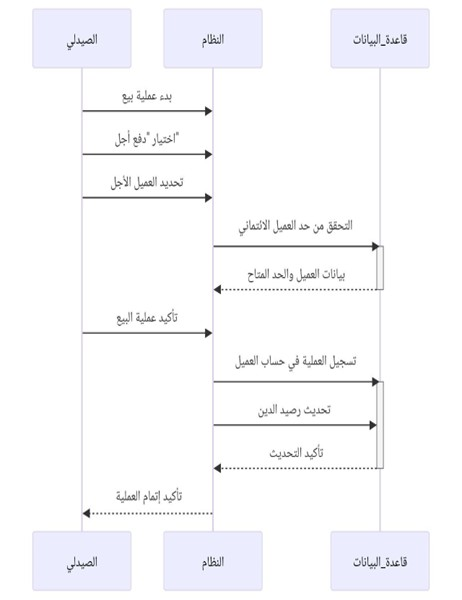 الصيدلي
النظام
قاعدة_البيانات
بدء عملية بيع
اختيار "دفع أجل"
تحديد العميل الأجل
التحقق من حد العميل الائتماني
بيانات العميل والحد المتاح
تأكيد عملية البيع
تسجيل العملية في حساب العميل
تحديث رصيد الدين
تأكيد التحديث
تأكيد إتمام العملية
الصيدلي
النظام
قاعدة_البيانات